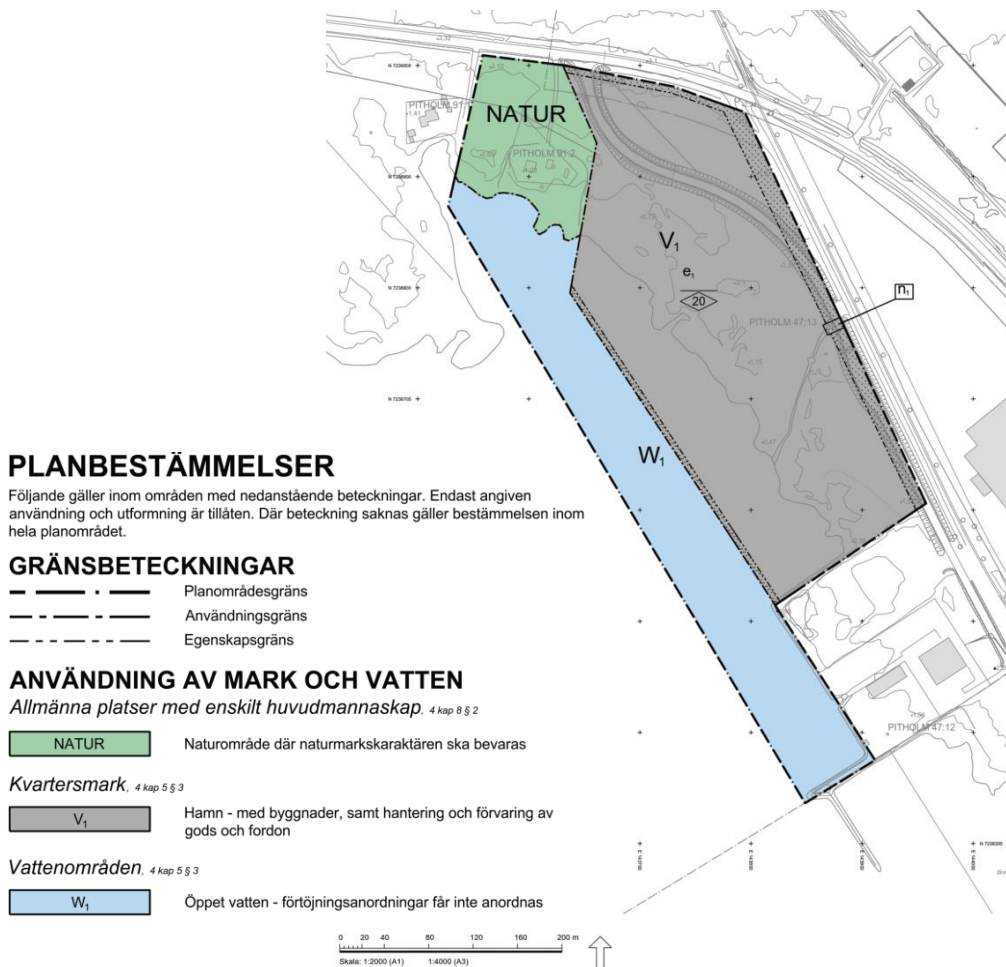 PLANBESTÄMMELSER
Följande gäller inom områden med nedanstående beteckningar. Endast angiven
användning och utformning är tillåten. Där beteckning saknas gäller bestämmelsen inom
hela planområdet.
GRÄNSBETECKNINGAR
Planområdesgräns
Användningsgräns
Egenskapsgräns
ANVÄNDNING AV MARK OCH VATTEN
Allmänna platser med enskilt huvudmannaskap, 4 kap 8 § 2
NATUR Naturområde där naturmarkskaraktären ska bevaras
Kvartersmark, 4 kap 5 § 3
V₁ Hamn - med byggnader, samt hantering och förvaring av
gods och fordon
Vattenområden, 4 kap 5 § 3
W₁ Öppet vatten - förtöjningsanordningar får inte anordnas
NATUR
PITHOLM 91:2
V₁
e₁
20
n₁
PITHOLM 47:13
W₁
PITHOLM 47:12
0 20 40 80 120 160 200 m
Skala: 1:2000 (A1) 1:4000 (A3)